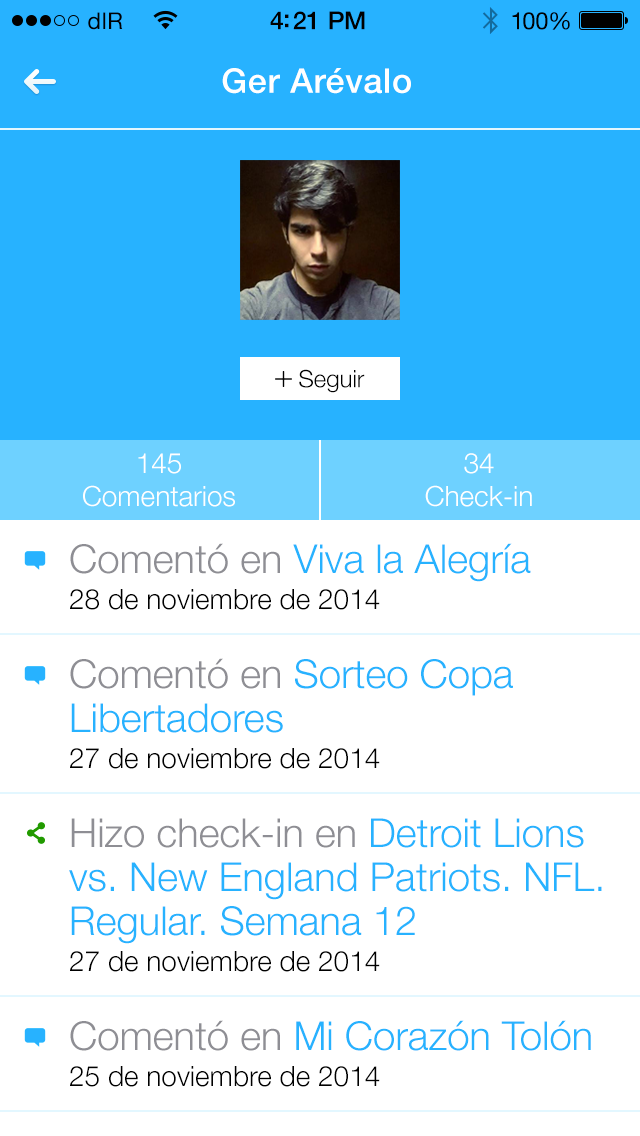 dIR 4:21 PM 100%
Ger Arévalo
+ Seguir
145 34
Comentarios Check-in
Comentó en Viva la Alegría
28 de noviembre de 2014
Comentó en Sorteo Copa
Libertadores
27 de noviembre de 2014
Hizo check-in en Detroit Lions
vs. New England Patriots. NFL.
Regular. Semana 12
27 de noviembre de 2014
Comentó en Mi Corazón Tolón
25 de noviembre de 2014